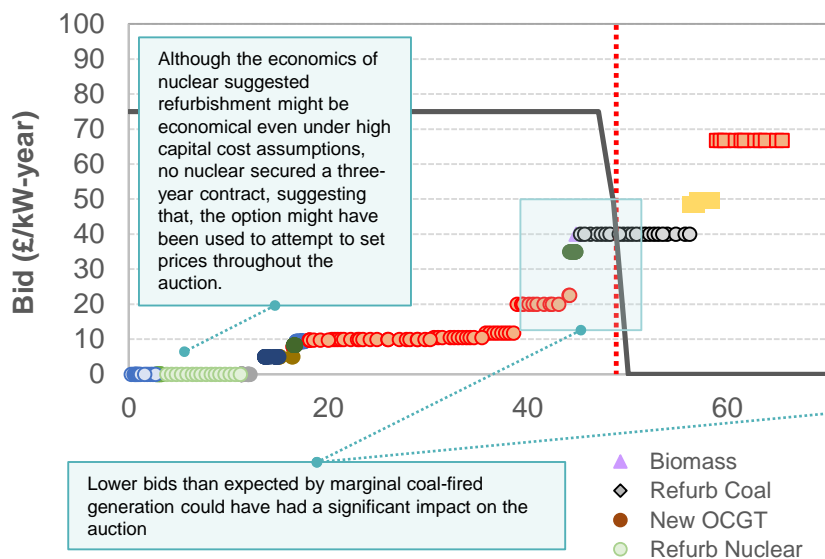 100
90
80
70
60
50
40
30
20
10
0
Bid (£/kW-year)
Although the economics of
nuclear suggested
refurbishment might be
economical even under high
capital cost assumptions,
no nuclear secured a three-
year contract, suggesting
that, the option might have
been used to attempt to set
prices throughout the
auction.
0 20 40 60
Lower bids than expected by marginal coal-fired
generation could have had a significant impact on the
auction
Biomass
Refurb Coal
New OCGT
Refurb Nuclear